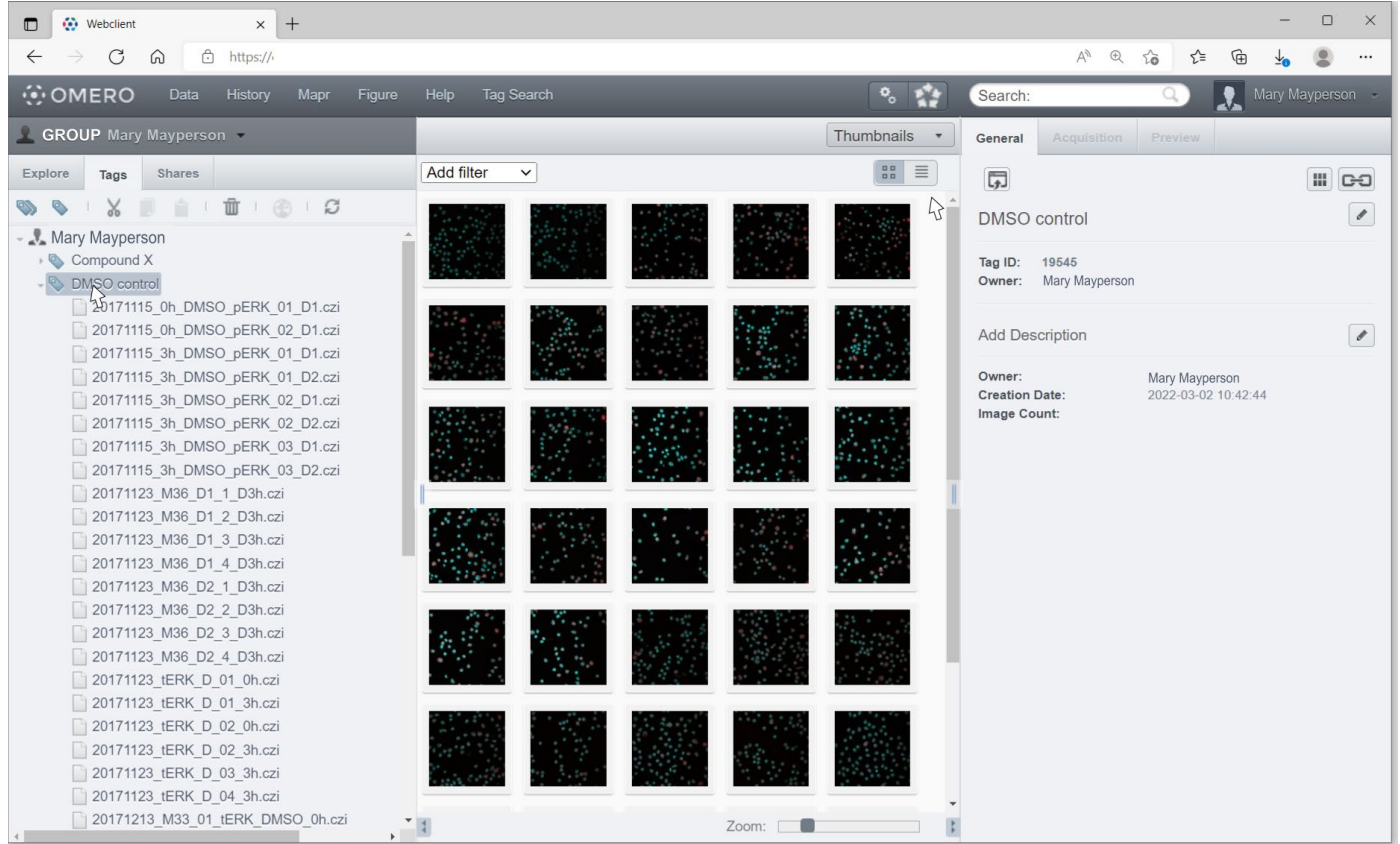 Webclient
https://
OMERO Data History Mapr Figure Help Tag Search Search: Mary Mayperson
GROUP Mary Mayperson
Thumbnails
General Acquisition Preview
Explore Tags Shares
Add filter
Mary Mayperson
Compound X
DMSO control
20171115_0h_DMSO_pERK_01_D1.czi
20171115_0h_DMSO_pERK_02_D1.czi
20171115_3h_DMSO_pERK_01_D1.czi
20171115_3h_DMSO_pERK_01_D2.czi
20171115_3h_DMSO_pERK_02_D1.czi
20171115_3h_DMSO_pERK_02_D2.czi
20171115_3h_DMSO_pERK_03_D1.czi
20171115_3h_DMSO_pERK_03_D2.czi
20171123_M36_D1_1_D3h.czi
20171123_M36_D1_2_D3h.czi
20171123_M36_D1_3_D3h.czi
20171123_M36_D1_4_D3h.czi
20171123_M36_D2_1_D3h.czi
20171123_M36_D2_2_D3h.czi
20171123_M36_D2_3_D3h.czi
20171123_M36_D2_4_D3h.czi
20171123_tERK_D_01_0h.czi
20171123_tERK_D_01_3h.czi
20171123_tERK_D_02_0h.czi
20171123_tERK_D_02_3h.czi
20171123_tERK_D_03_3h.czi
20171123_tERK_D_04_3h.czi
20171213_M33_01_tERK_DMSO_0h.czi
Zoom:
DMSO control
Tag ID: 19545
Owner: Mary Mayperson
Add Description
Owner: Mary Mayperson
Creation Date: 2022-03-02 10:42:44
Image Count: